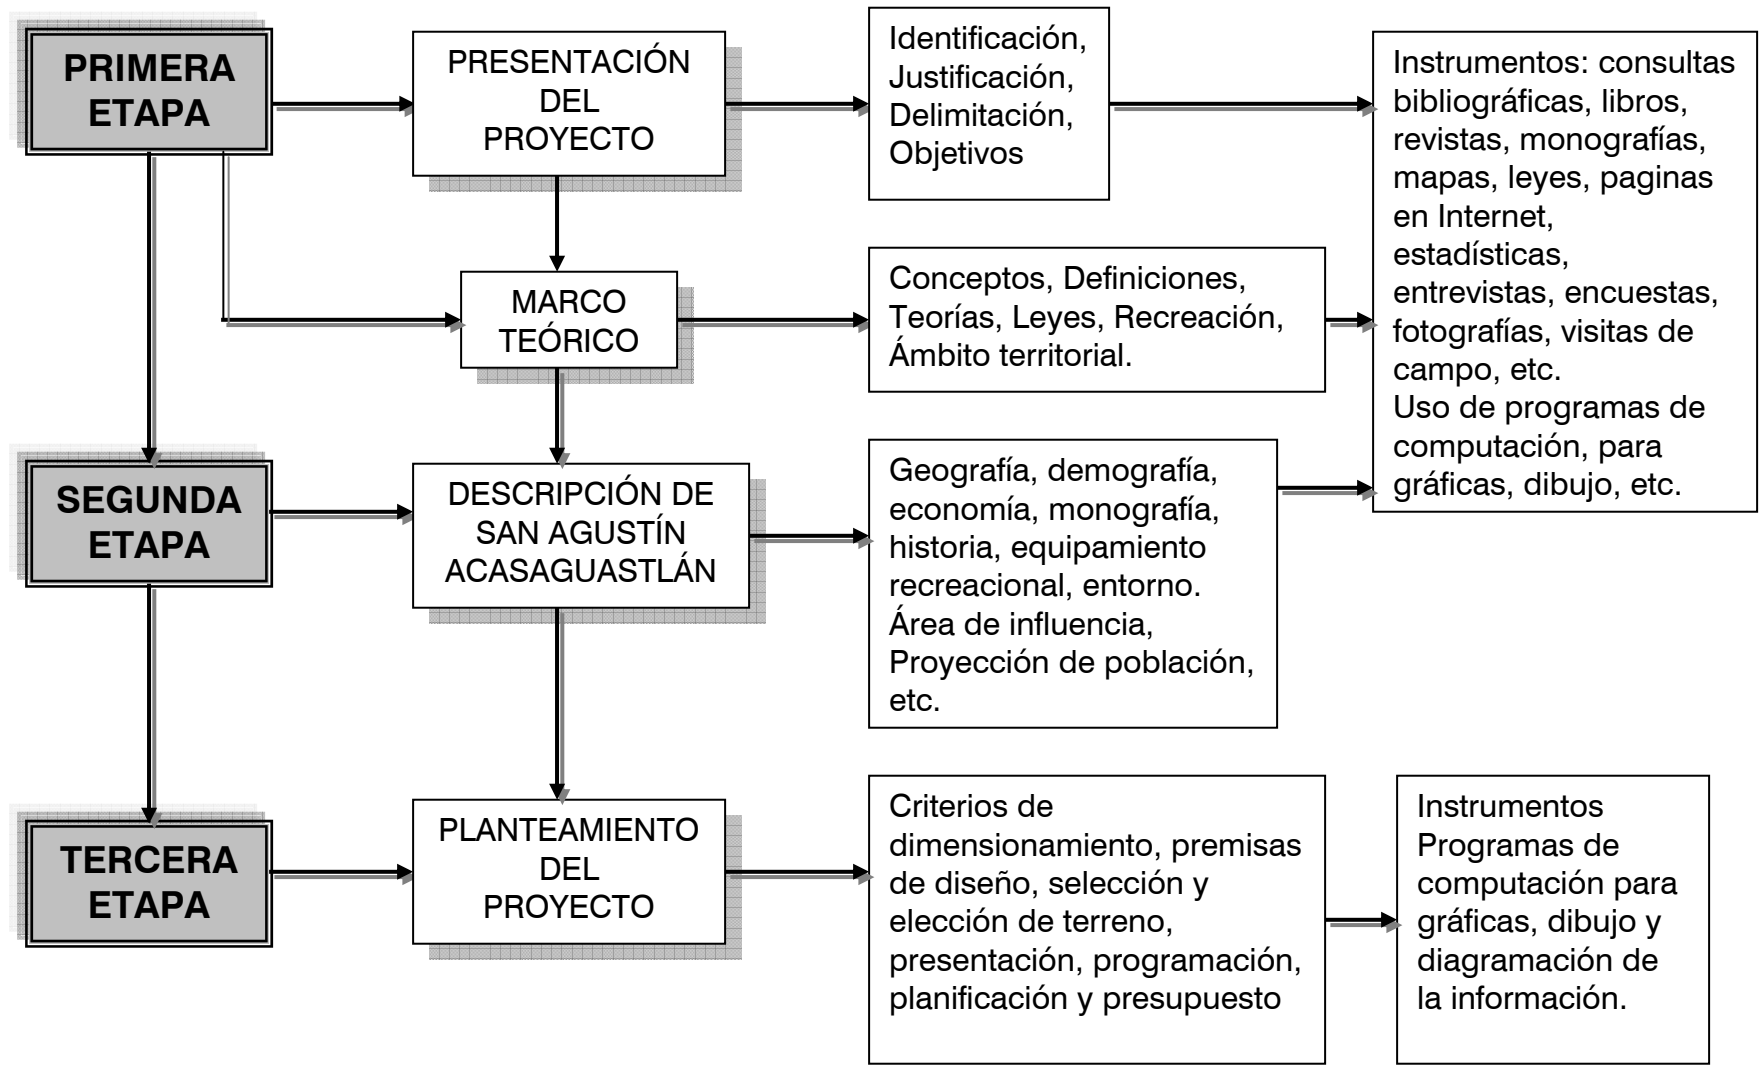 PRIMERA
ETAPA
PRESENTACIÓN
DEL
PROYECTO
Identificación,
Justificación,
Delimitación,
Objetivos
Instrumentos: consultas
bibliográficas, libros,
revistas, monografías,
mapas, leyes, paginas
en Internet,
estadísticas,
entrevistas, encuestas,
fotografías, visitas de
campo, etc.
Uso de programas de
computación, para
gráficas, dibujo, etc.
MARCO
TEÓRICO
Conceptos, Definiciones,
Teorías, Leyes, Recreación,
Ámbito territorial.
SEGUNDA
ETAPA
DESCRIPCIÓN DE
SAN AGUSTÍN
ACASAGUASTLÁN
Geografía, demografía,
economía, monografía,
historia, equipamiento
recreacional, entorno.
Área de influencia,
Proyección de población,
etc.
TERCERA
ETAPA
PLANTEAMIENTO
DEL
PROYECTO
Criterios de
dimensionamiento, premisas
de diseño, selección y
elección de terreno,
presentación, programación,
planificación y presupuesto
Instrumentos
Programas de
computación para
gráficas, dibujo y
diagramación de
la información.